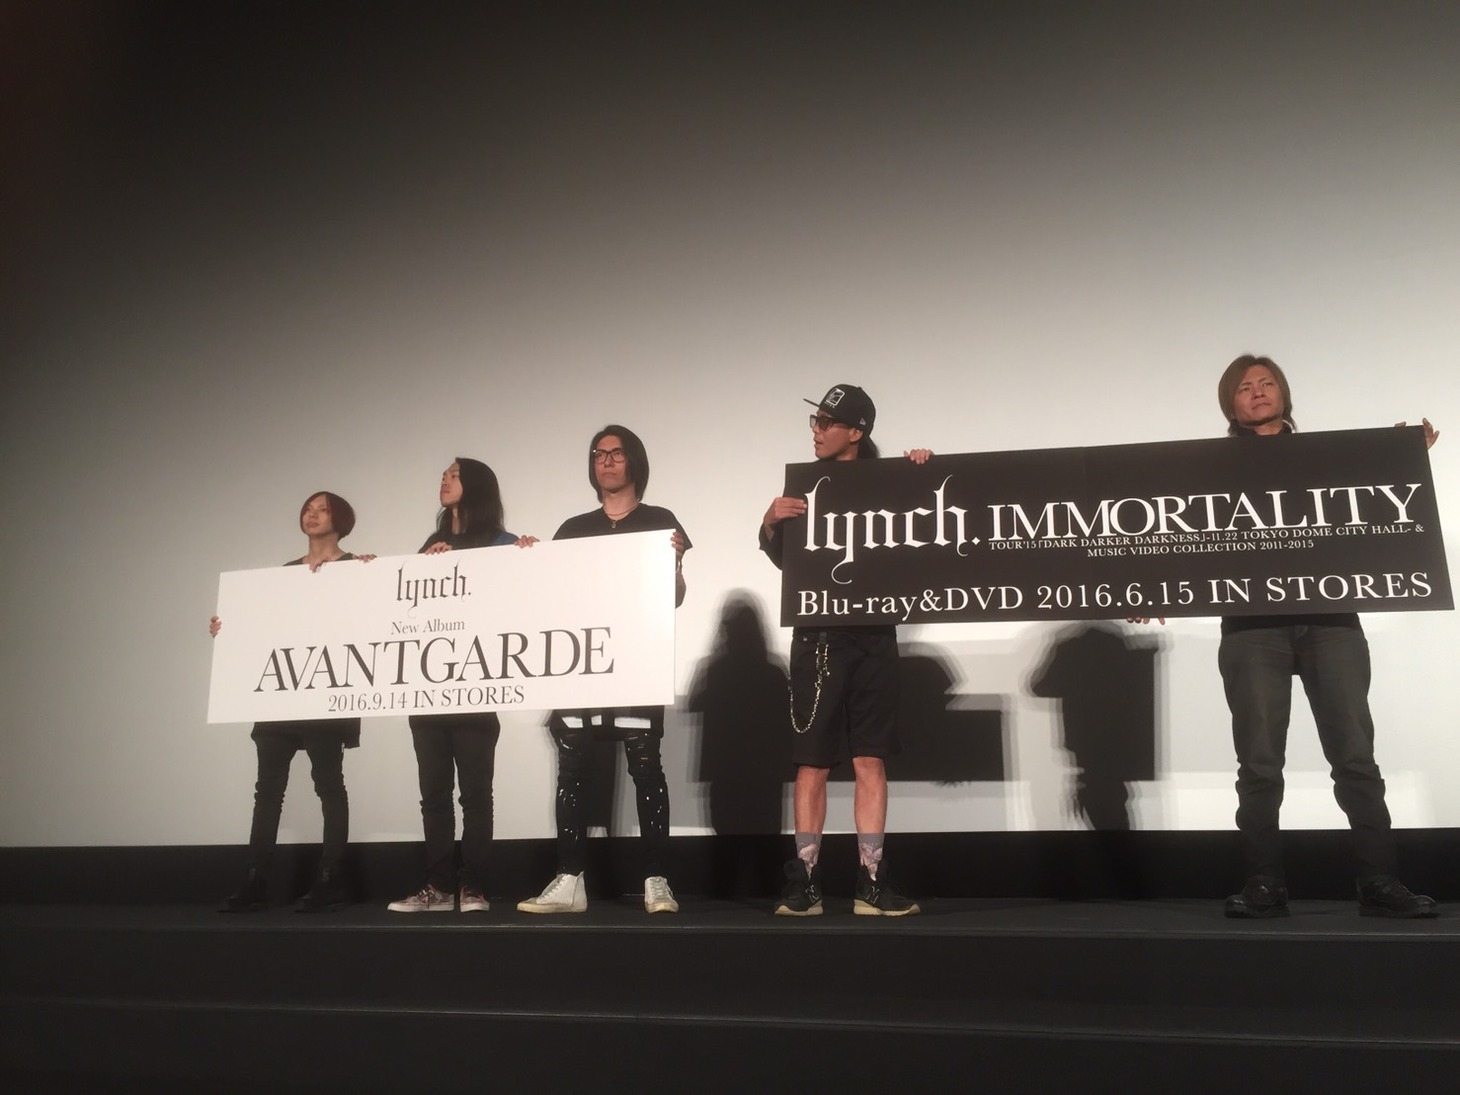 lynch.
New Album
AVANTGARDE
2016.9.14 IN STORES
lynch. IMMORTALITY
TOUR'15「DARK DARKER DARKNESS」-11.22 TOKYO DOME CITY HALL- &
MUSIC VIDEO COLLECTION 2011-2015
Blu-ray&DVD 2016.6.15 IN STORES